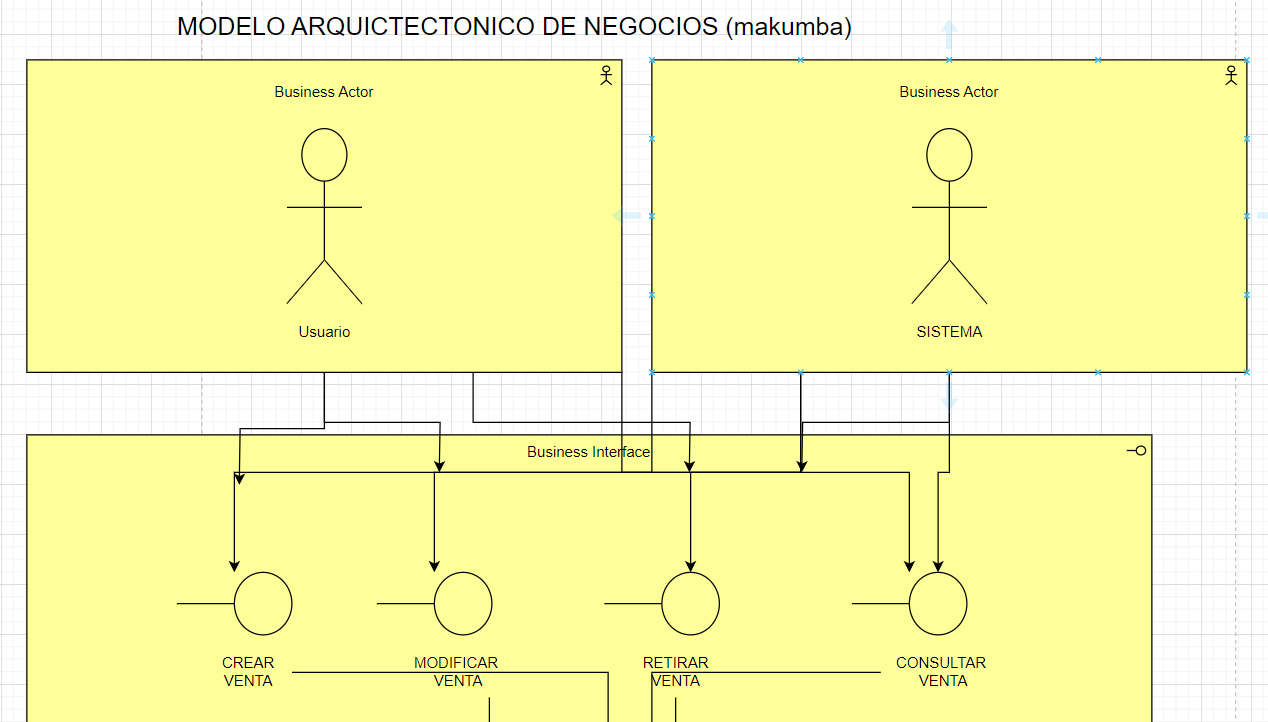 MODELO ARQUICTECTONICO DE NEGOCIOS (makumba)
Business Actor
Usuario
Business Actor
SISTEMA
Business Interface
CREAR
VENTA
MODIFICAR
VENTA
RETIRAR
VENTA
CONSULTAR
VENTA